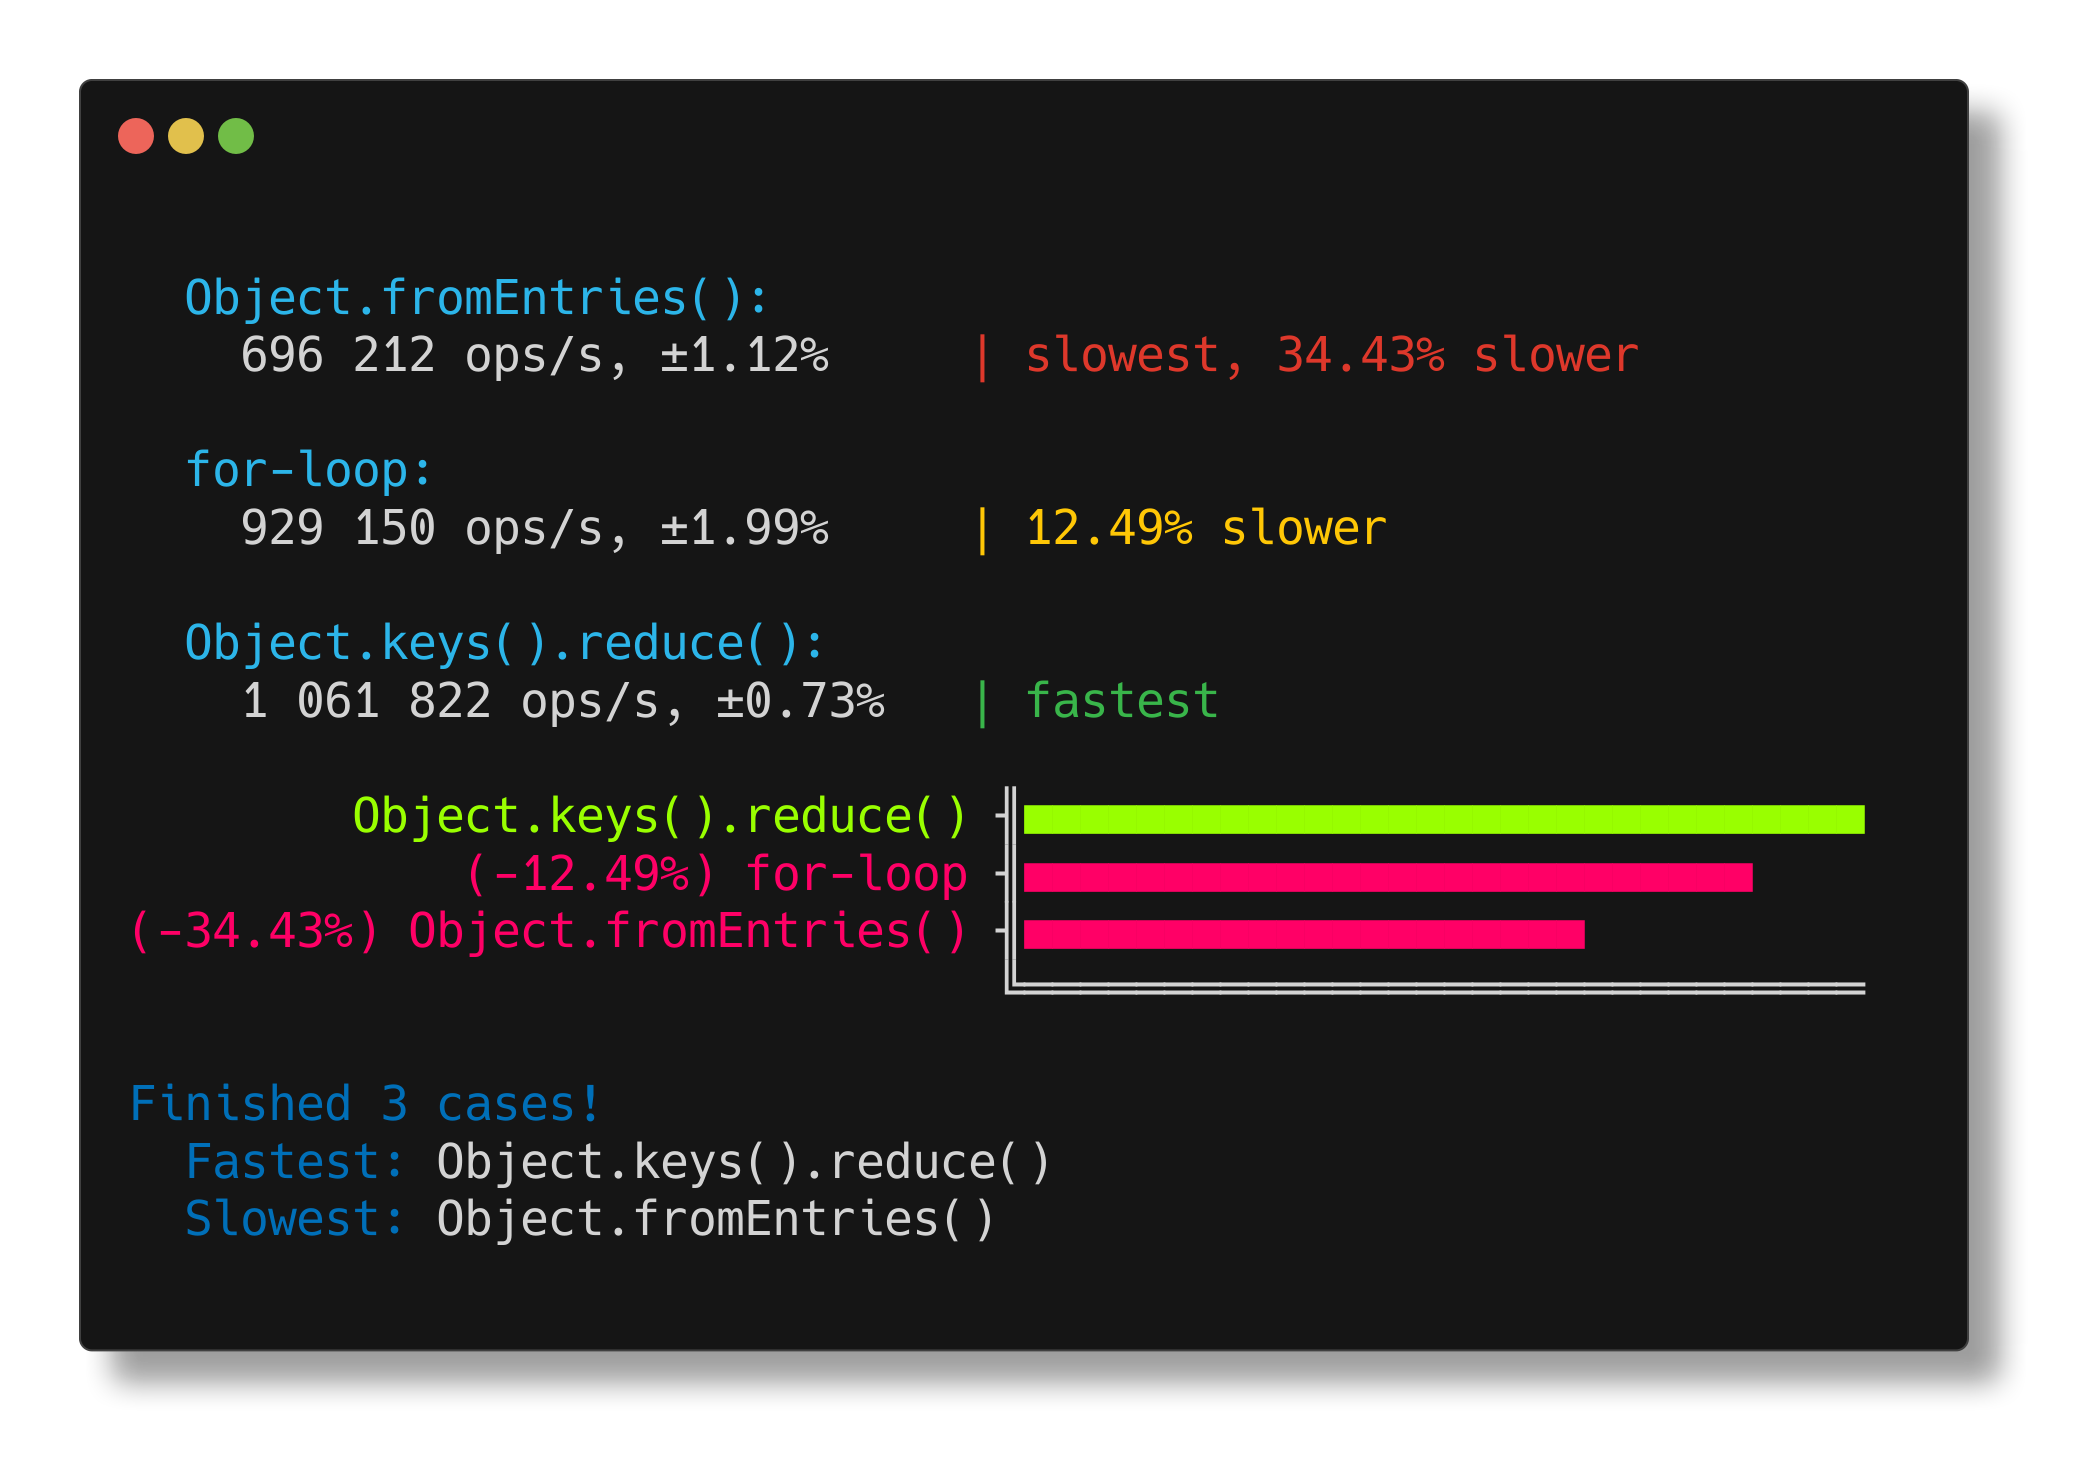 Object.fromEntries():
696 212 ops/s, ±1.12% | slowest, 34.43% slower
for-loop:
929 150 ops/s, ±1.99% | 12.49% slower
Object.keys().reduce():
1 061 822 ops/s, ±0.73% | fastest
Object.keys().reduce()
(-12.49%) for-loop
(-34.43%) Object.fromEntries()
Finished 3 cases!
Fastest: Object.keys().reduce()
Slowest: Object.fromEntries()